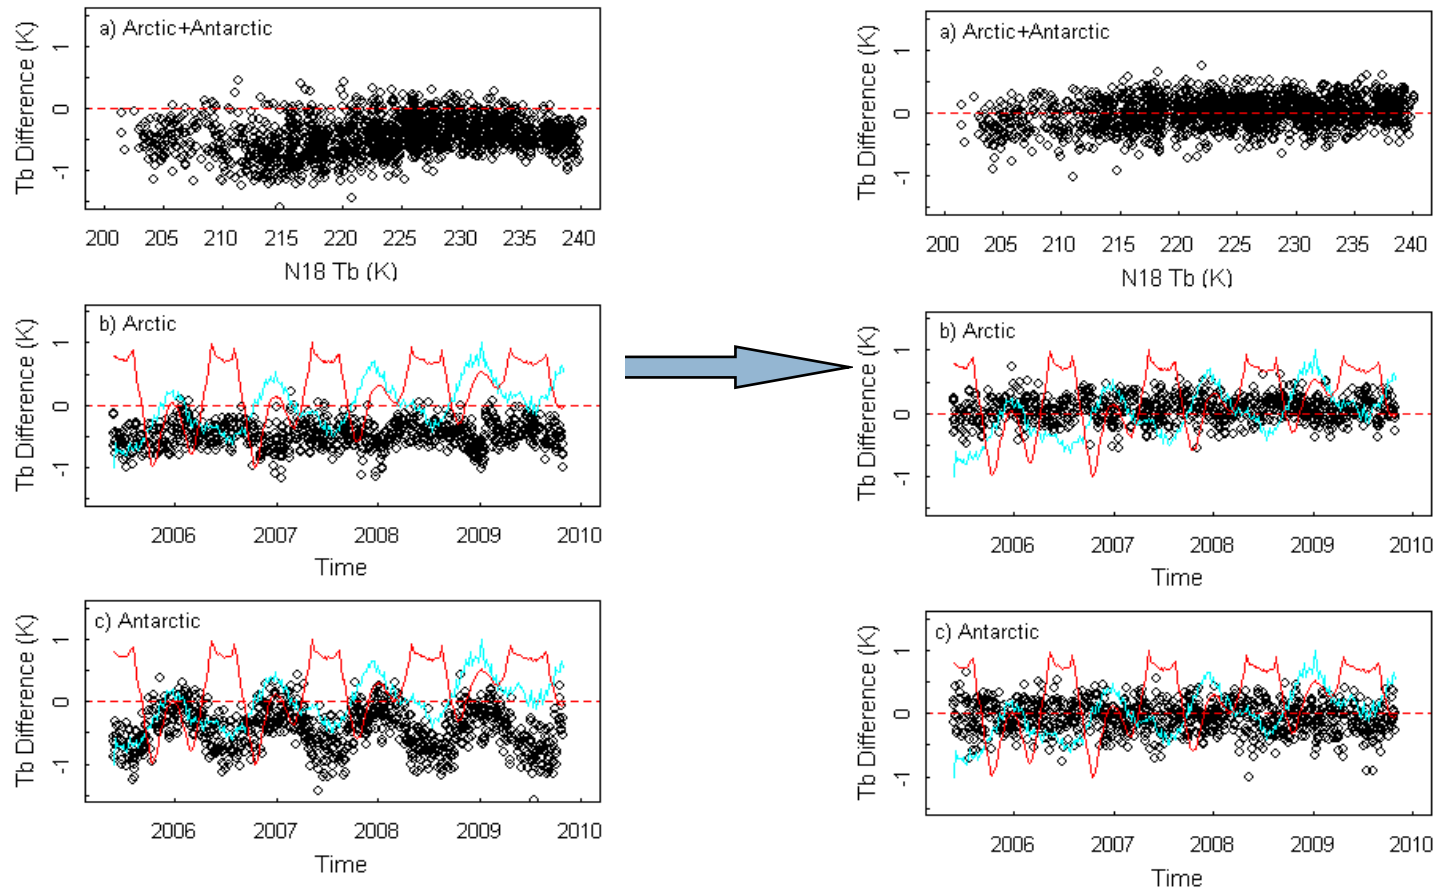 a) Arctic+Antarctic
Tb Difference (K)
1
0
-1
200 205 210 215 220 225 230 235 240
N18 Tb (K)
b) Arctic
Tb Difference (K)
1
0
-1
2006 2007 2008 2009 2010
Time
c) Antarctic
Tb Difference (K)
1
0
-1
2006 2007 2008 2009 2010
Time
a) Arctic+Antarctic
Tb Difference (K)
1
0
-1
200 205 210 215 220 225 230 235 240
N18 Tb (K)
b) Arctic
Tb Difference (K)
1
0
-1
2006 2007 2008 2009 2010
Time
c) Antarctic
Tb Difference (K)
1
0
-1
2006 2007 2008 2009 2010
Time